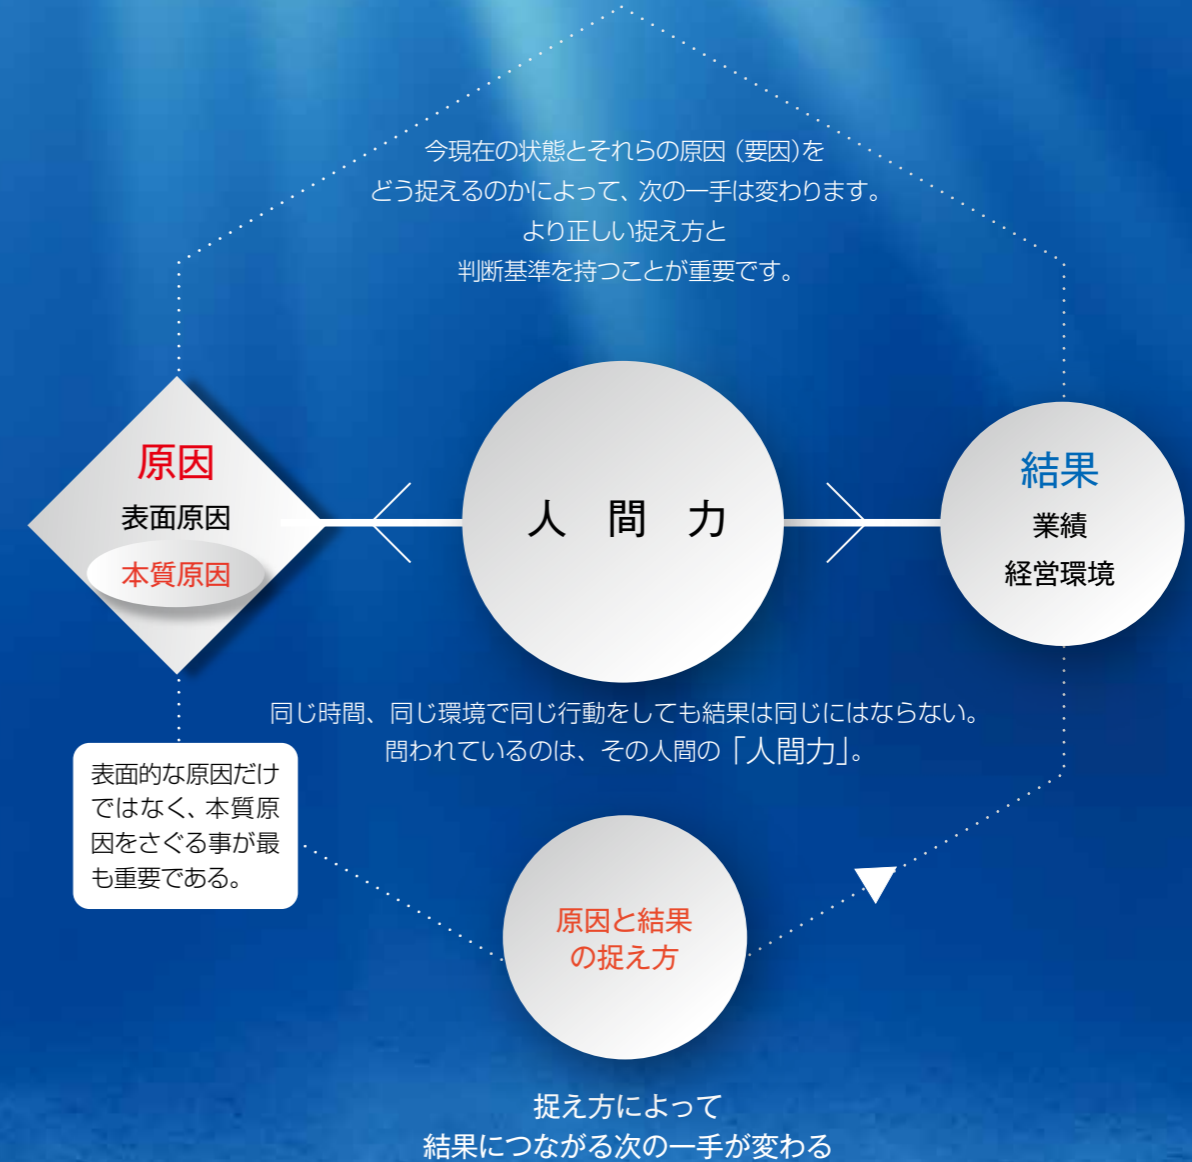 今現在の状態とそれらの原因（要因）を
どう捉えるのかによって、次の一手は変わります。
より正しい捉え方と
判断基準を持つことが重要です。
原因
表面原因
本質原因
人 間 力
結果
業績
経営環境
同じ時間、同じ環境で同じ行動をしても結果は同じにはならない。
問われているのは、その人間の「人間力」。
表面的な原因だけ
ではなく、本質原
因をさぐる事が最
も重要である。
原因と結果
の捉え方
捉え方によって
結果につながる次の一手が変わる